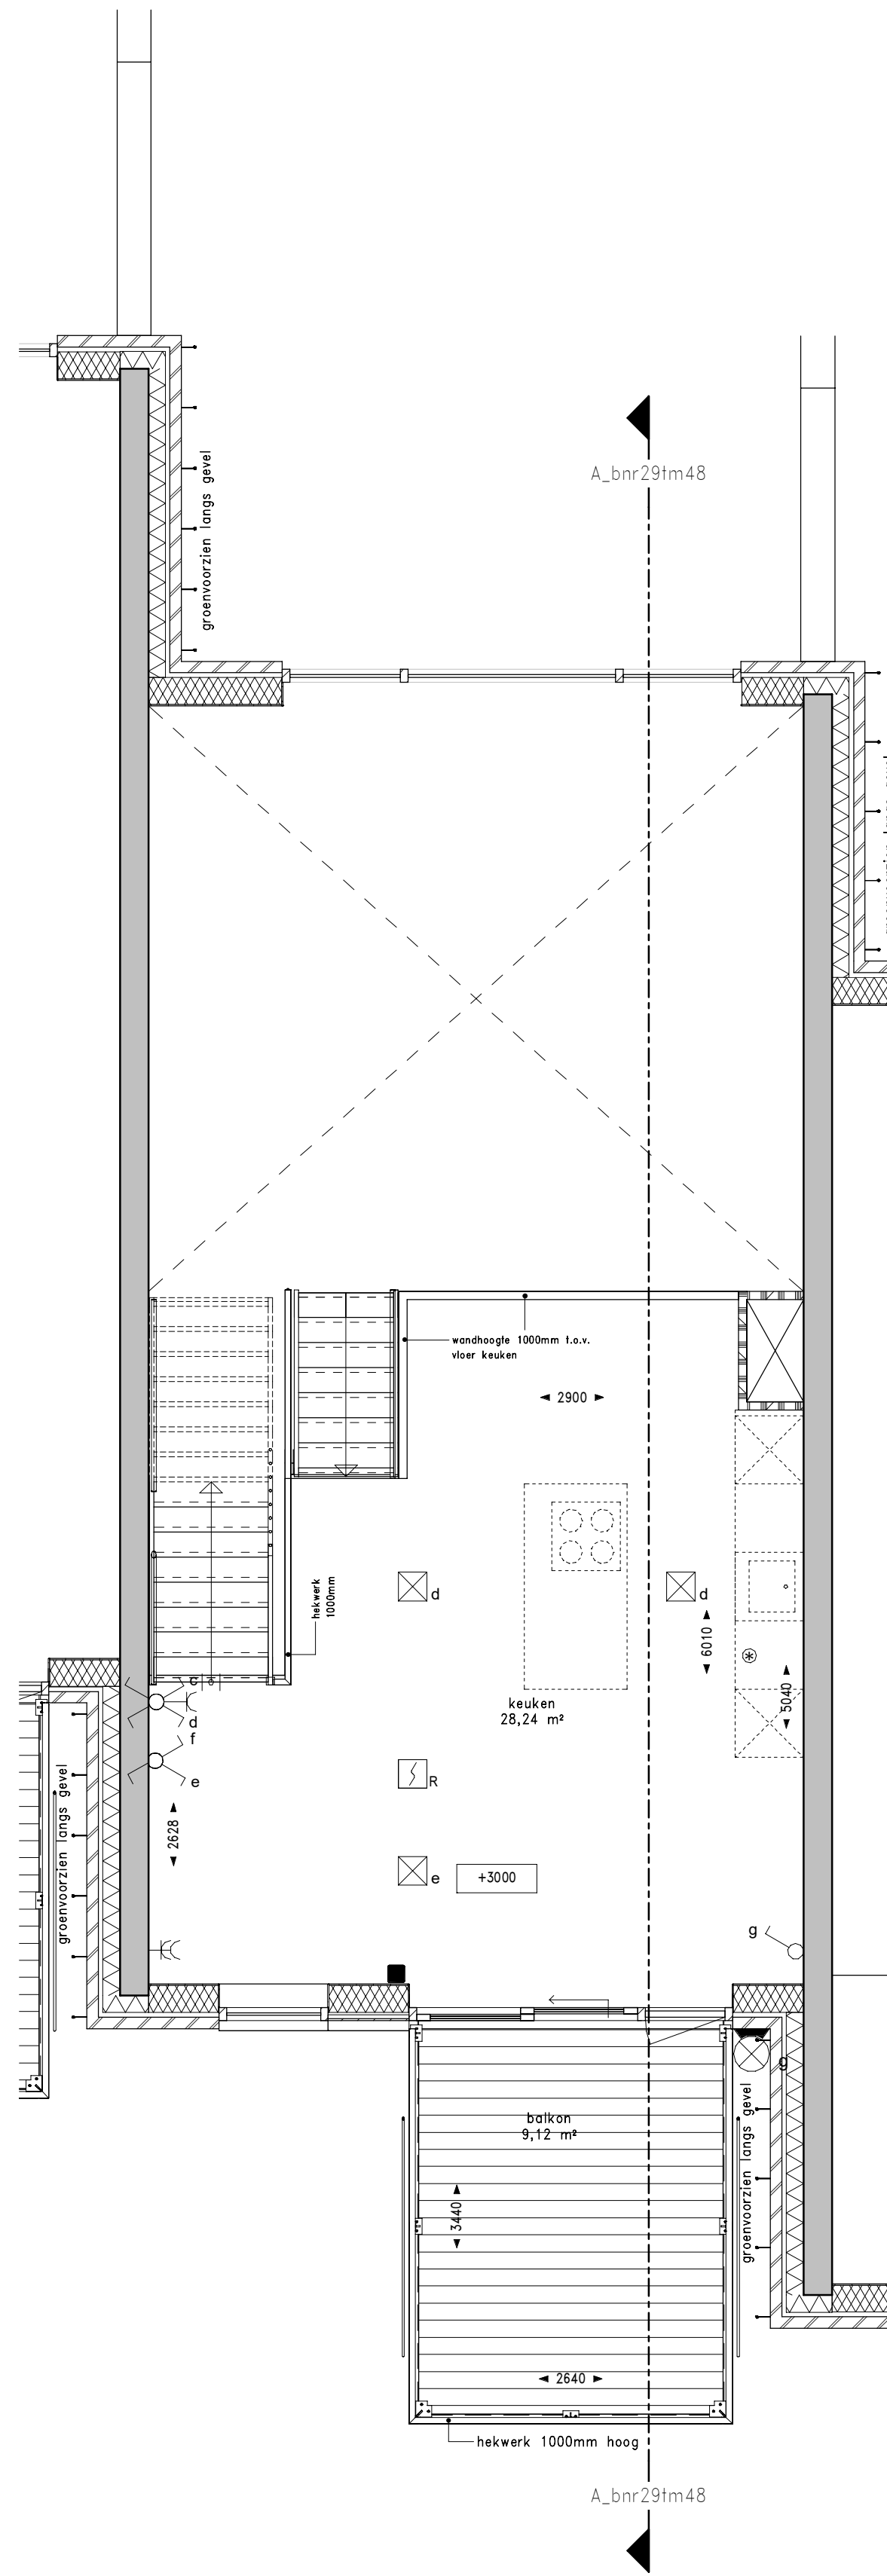 A_bnr29tm48
groenvoorzien langs gevel
wandhoogte 1000mm t.o.v.
vloer keuken
2900
hekwerk
1000mm
d
d
6010
5040
keuken
28,24 m²
c
d
f
e
R
2628
groenvoorzien langs gevel
e
+3000
g
g
balkon
9,12 m²
groenvoorzien langs gevel
3440
2640
hekwerk 1000mm hoog
A_bnr29tm48